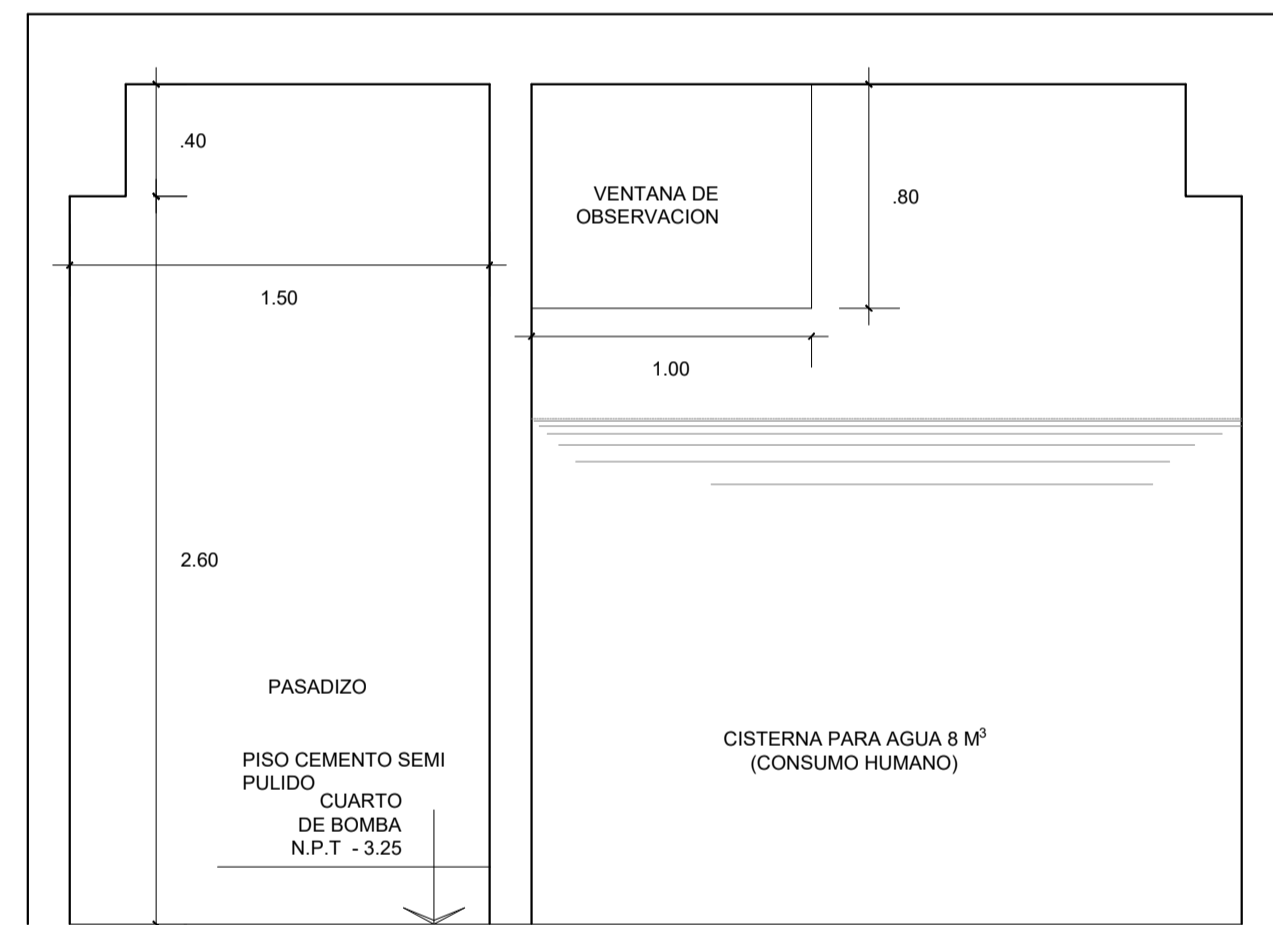 .40
VENTANA DE
OBSERVACION
.80
1.50
1.00
2.60
PASADIZO
PISO CEMENTO SEMI
PULIDO
CUARTO
DE BOMBA
N.P.T - 3.25
CISTERNA PARA AGUA 8 M³
(CONSUMO HUMANO)